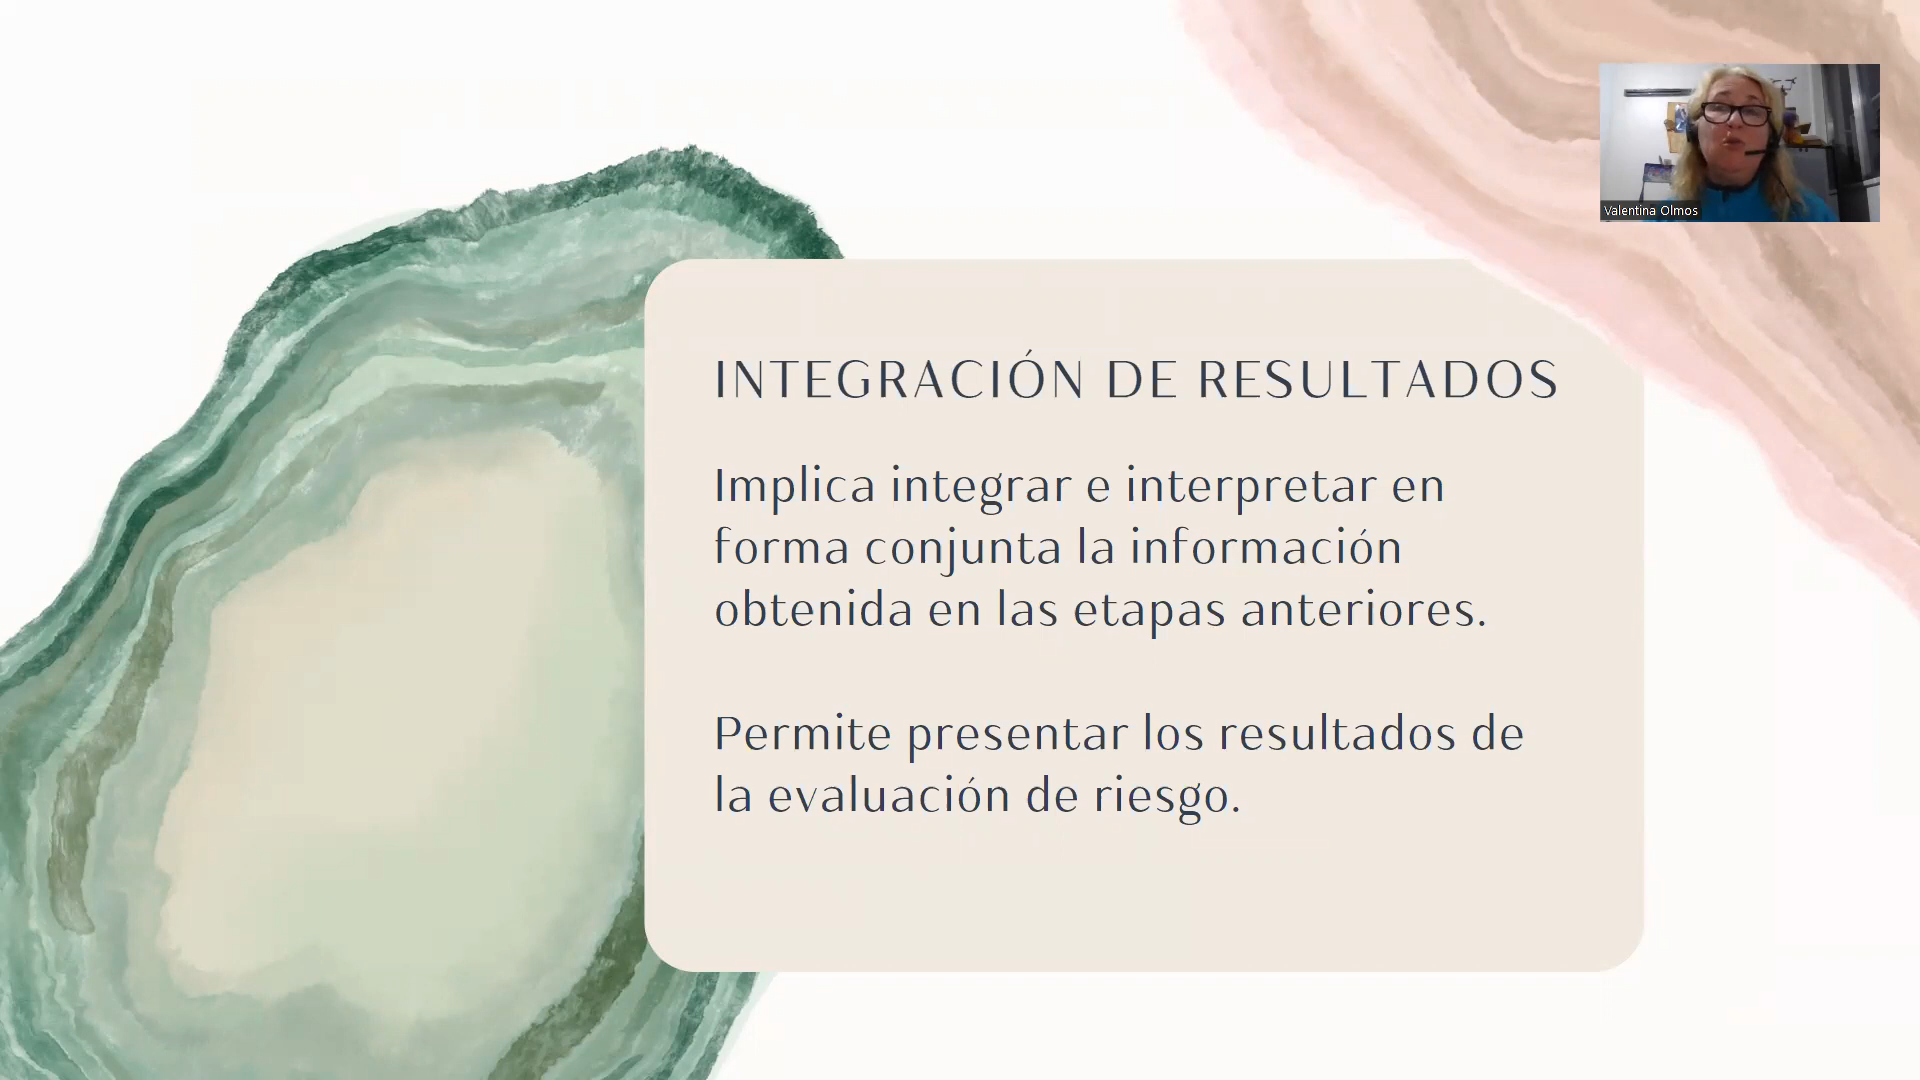 Valentina Olmos
INTEGRACIÓN DE RESULTADOS
Implica integrar e interpretar en
forma conjunta la información
obtenida en las etapas anteriores.
Permite presentar los resultados de
la evaluación de riesgo.